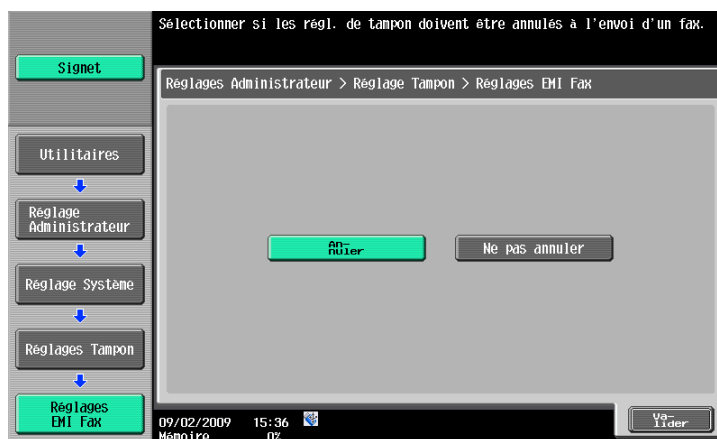 Sélectionner si les régl. de tampon doivent être annulés à l'envoi d'un fax.
Signet
Réglages Administrateur > Réglage Tampon > Réglages EMI Fax
Utilitaires
Réglage
Administrateur
Réglage Système
Réglages Tampon
Réglages
EMI Fax
An-
nuler
Ne pas annuler
09/02/2009 15:36
Mémoire 0%
Va-
lider